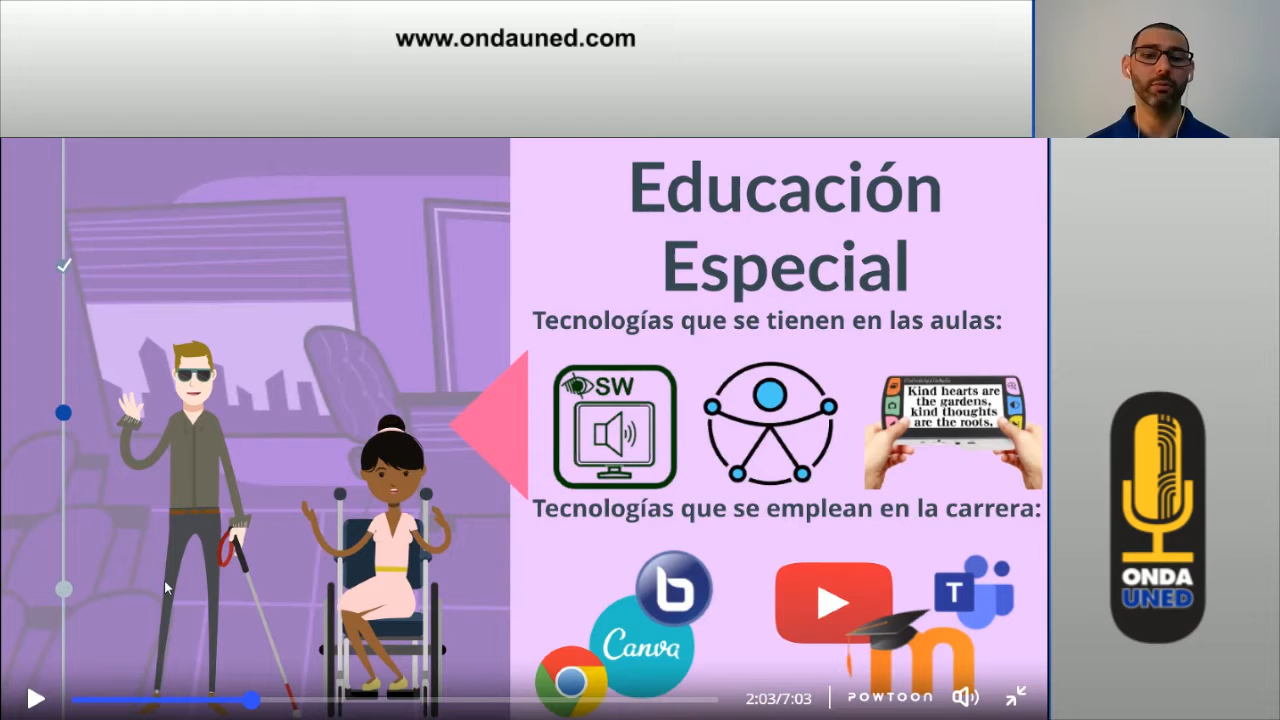 www.ondauned.com
Educación
Especial
Tecnologías que se tienen en las aulas:
SW
Kind hearts are
the gardens,
kind thoughts
are the roots.
Tecnologías que se emplean en la carrera:
b
Canva
T
m
ONDA
UNED
2:03/7:03
POWTOON